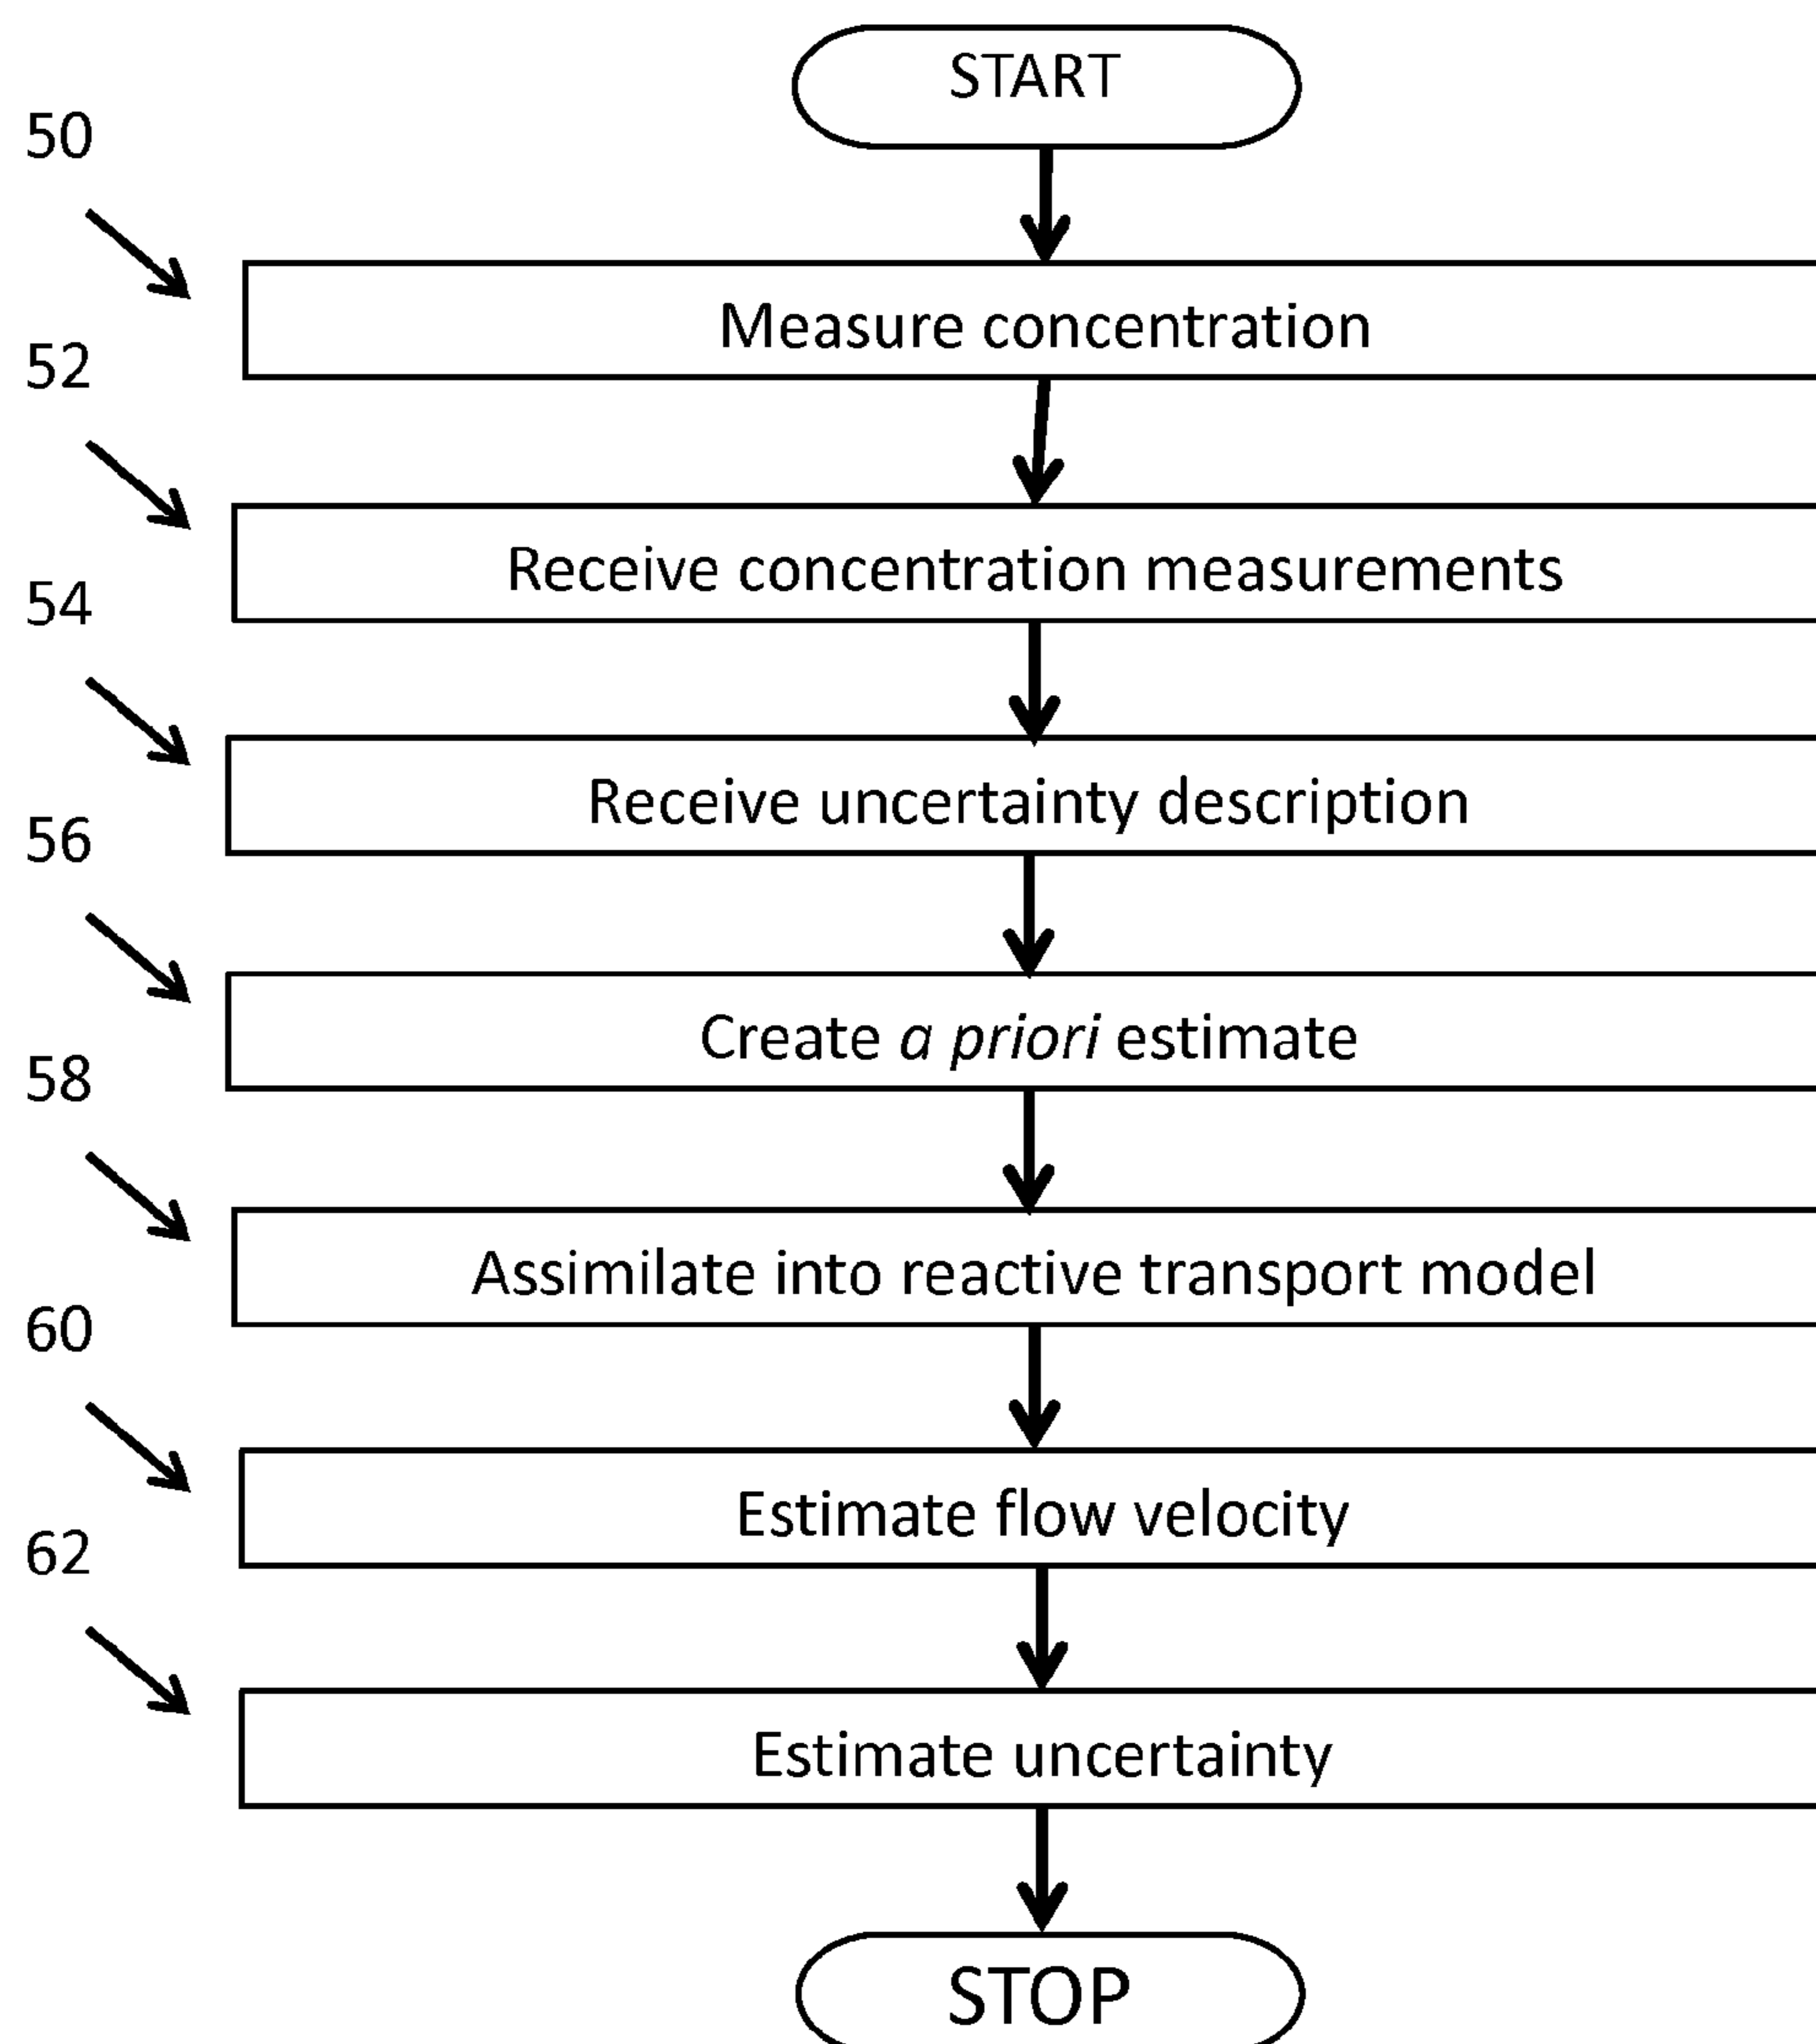 START
50
Measure concentration
52
Receive concentration measurements
54
Receive uncertainty description
56
Create a priori estimate
58
Assimilate into reactive transport model
60
Estimate flow velocity
62
Estimate uncertainty
STOP